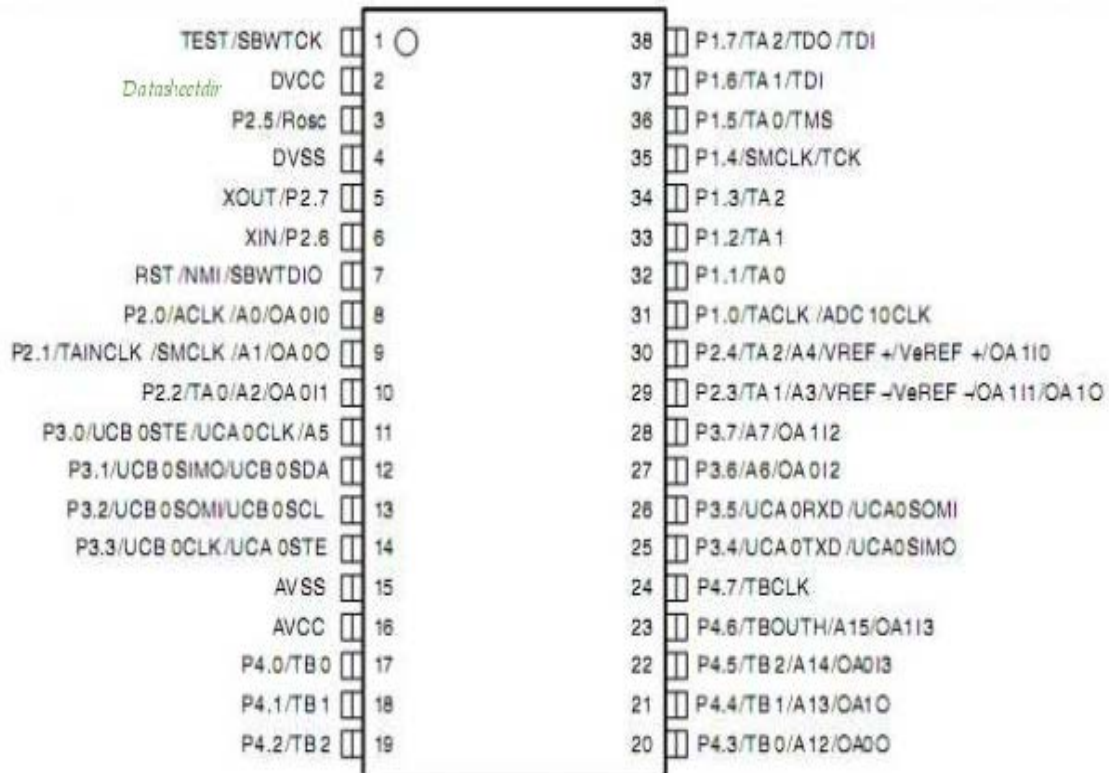 TEST/SBWTCK 1 38 P1.7/TA2/TDO/TDI
Datasheetdir
DVCC 2 37 P1.6/TA1/TDI
P2.5/Rosc 3 36 P1.5/TA0/TMS
DVSS 4 35 P1.4/SMCLK/TCK
XOUT/P2.7 5 34 P1.3/TA2
XIN/P2.6 6 33 P1.2/TA1
RST/NMI/SBWTDIO 7 32 P1.1/TA0
P2.0/ACLK/A0/OA0I0 8 31 P1.0/TACLK/ADC10CLK
P2.1/TAINCLK/SMCLK/A1/OA0O 9 30 P2.4/TA2/A4/VREF+/VeREF+/OA1I0
P2.2/TA0/A2/OA0I1 10 29 P2.3/TA1/A3/VREF-/VeREF-/OA1I1/OA1O
P3.0/UCB0STE/UCA0CLK/A5 11 28 P3.7/A7/OA1I2
P3.1/UCB0SIMO/UCB0SDA 12 27 P3.6/A6/OA0I2
P3.2/UCB0SOMI/UCB0SCL 13 26 P3.5/UCA0RXD/UCA0SOMI
P3.3/UCB0CLK/UCA0STE 14 25 P3.4/UCA0TXD/UCA0SIMO
AVSS 15 24 P4.7/TBCLK
AVCC 16 23 P4.6/TBOUTH/A15/OA1I3
P4.0/TB0 17 22 P4.5/TB2/A14/OA0I3
P4.1/TB1 18 21 P4.4/TB1/A13/OA1O
P4.2/TB2 19 20 P4.3/TB0/A12/OA0O